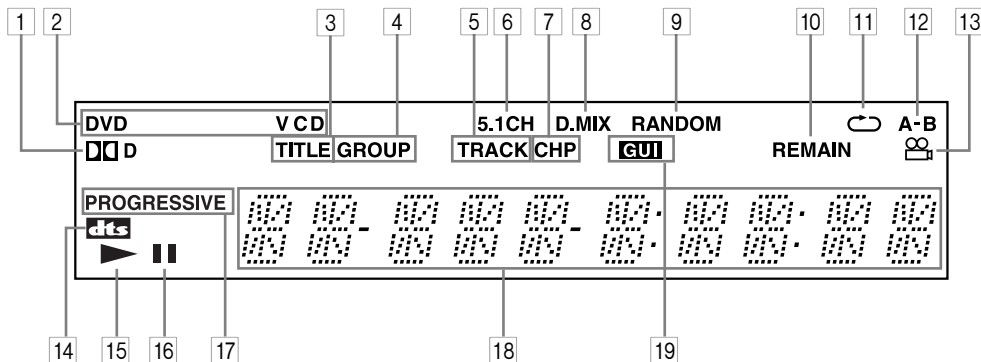 1 2 3 4 5 6 7 8 9 10 11 12 13
DVD VCD 5.1CH D.MIX RANDOM A-B
D TITLE GROUP TRACK CHP GUI REMAIN
PROGRESSIVE
dts
14 15 16 17 18 19